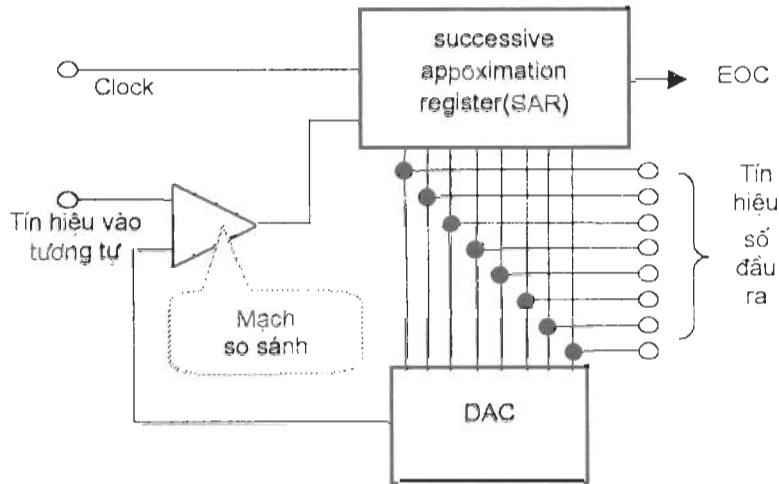 successive
appoximation
register(SAR)
EOC
Clock
Tín hiệu vào
tương tự
Mạch
so sánh
Tín
hiệu
số
đầu
ra
DAC